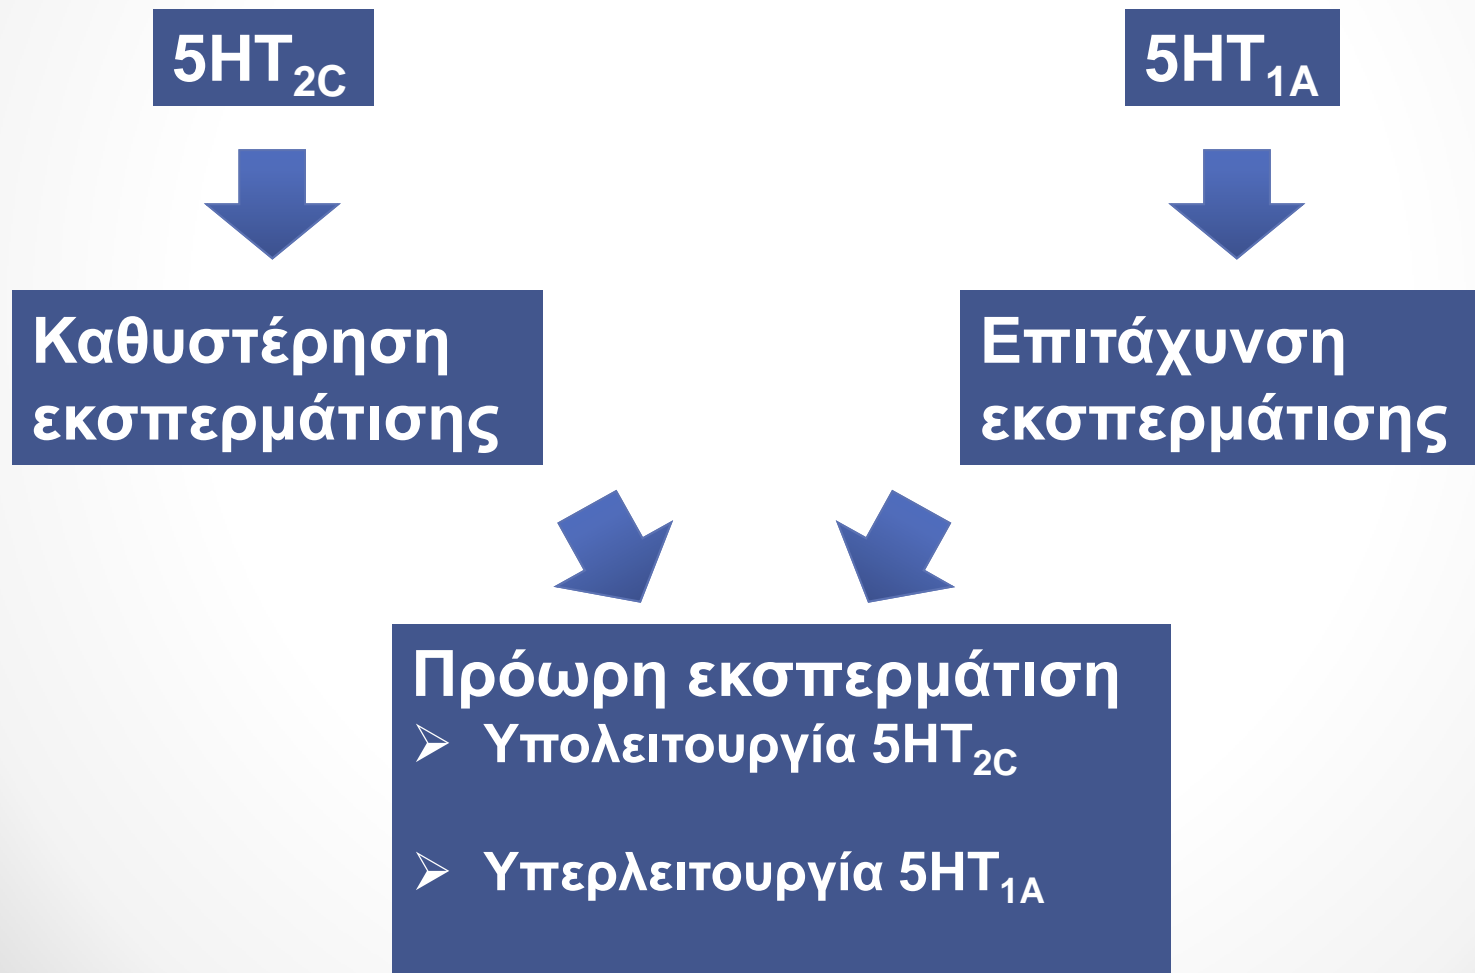 5HT2C
5HT1A
Καθυστέρηση
εκσπερμάτισης
Επιτάχυνση
εκσπερμάτισης
Πρόωρη εκσπερμάτιση
➢ Υπολειτουργία 5HT2C
➢ Υπερλειτουργία 5HT1A